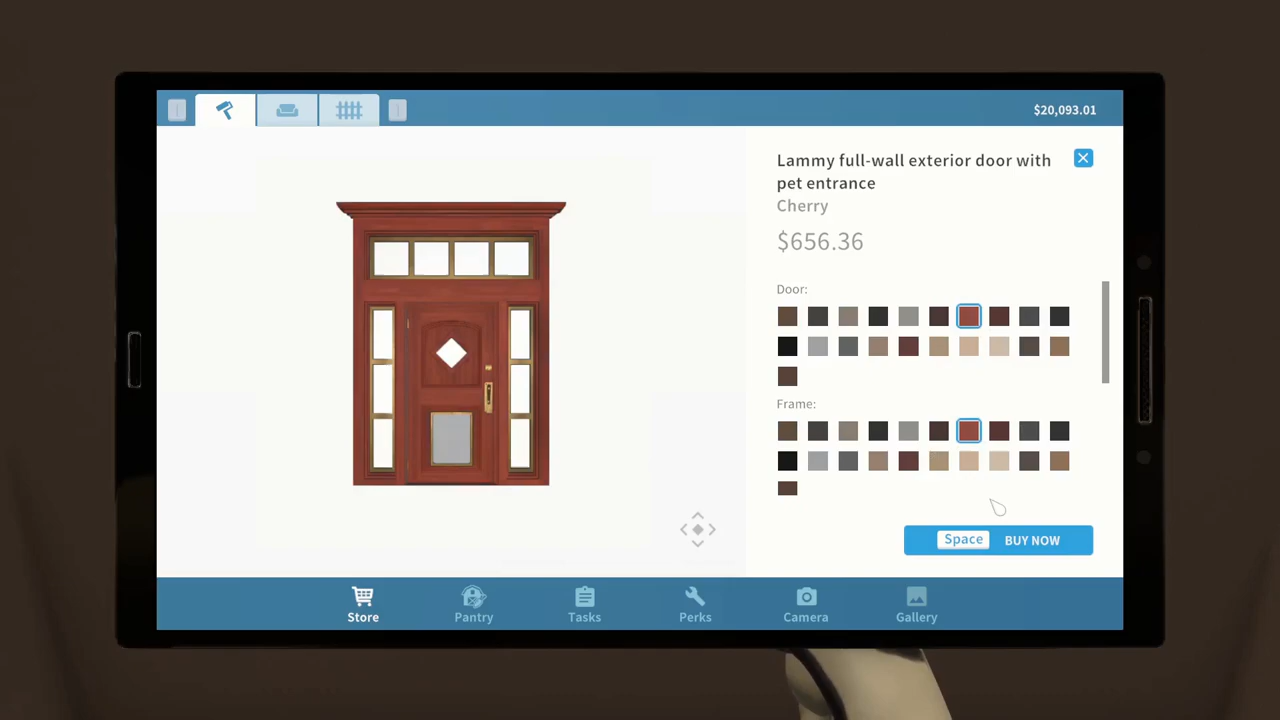 $20,093.01
Lammy full-wall exterior door with
pet entrance
Cherry
$656.36
Door:
Frame:
Space BUY NOW
Store Pantry Tasks Perks Camera Gallery